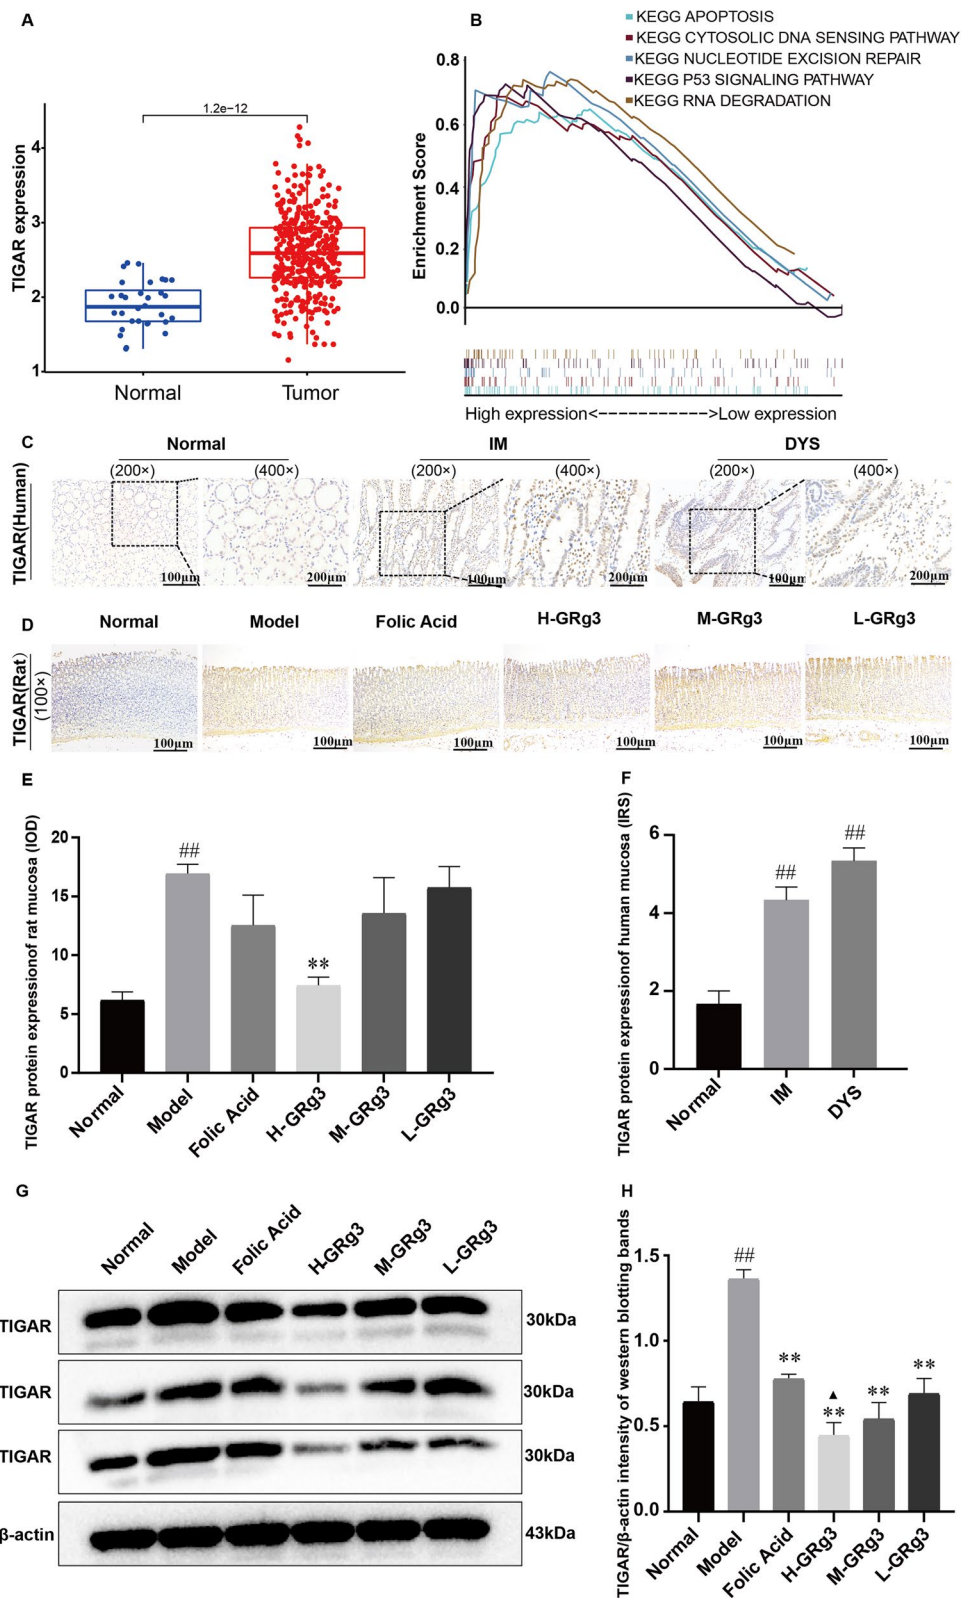 A
1.2e−12
TIGAR expression
4
3
2
1
Normal
Tumor
B
KEGG APOPTOSIS
KEGG CYTOSOLIC DNA SENSING PATHWAY
KEGG NUCLEOTIDE EXCISION REPAIR
KEGG P53 SIGNALING PATHWAY
KEGG RNA DEGRADATION
Enrichment Score
0.8
0.6
0.4
0.2
0.0
High expression<------------>Low expression
C
Normal
IM
DYS
(200×)
(400×)
(200×)
(400×)
(200×)
(400×)
TIGAR(Human)
100μm
200μm
100μm
200μm
100μm
200μm
D
Normal
Model
Folic Acid
H-GRg3
M-GRg3
L-GRg3
TIGAR(Rat)
(100×)
100μm
100μm
100μm
100μm
100μm
100μm
E
TIGAR protein expressionof rat mucosa (IOD)
20
15
10
5
0
##
**
Normal
Model
Folic Acid
H-GRg3
M-GRg3
L-GRg3
F
TIGAR protein expressionof human mucosa (IRS)
6
4
2
0
##
##
Normal
IM
DYS
G
Normal
Model
Folic Acid
H-GRg3
M-GRg3
L-GRg3
TIGAR
30kDa
TIGAR
30kDa
TIGAR
30kDa
β-actin
43kDa
H
TIGAR/β-actin intensity of western blotting bands
1.5
1.0
0.5
0.0
##
**
▲
**
**
**
Normal
Model
Folic Acid
H-GRg3
M-GRg3
L-GRg3